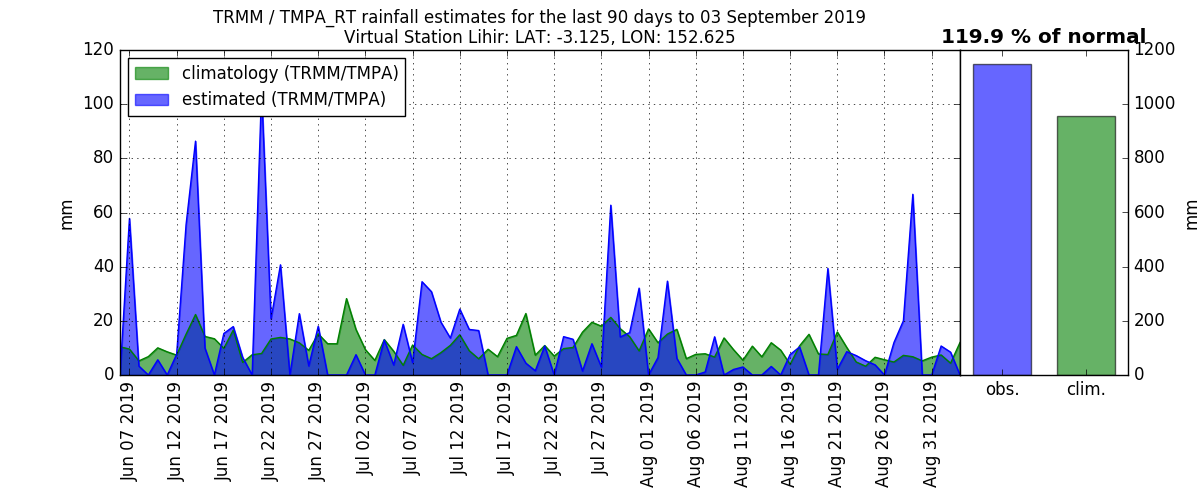 TRMM / TMPA_RT rainfall estimates for the last 90 days to 03 September 2019
Virtual Station Lihir: LAT: -3.125, LON: 152.625
119.9 % of normal
climatology (TRMM/TMPA)
estimated (TRMM/TMPA)
mm
120
100
80
60
40
20
0
Jun 07 2019
Jun 12 2019
Jun 17 2019
Jun 22 2019
Jun 27 2019
Jul 02 2019
Jul 07 2019
Jul 12 2019
Jul 17 2019
Jul 22 2019
Jul 27 2019
Aug 01 2019
Aug 06 2019
Aug 11 2019
Aug 16 2019
Aug 21 2019
Aug 26 2019
Aug 31 2019
obs.
clim.
1200
1000
800
600
400
200
0
mm